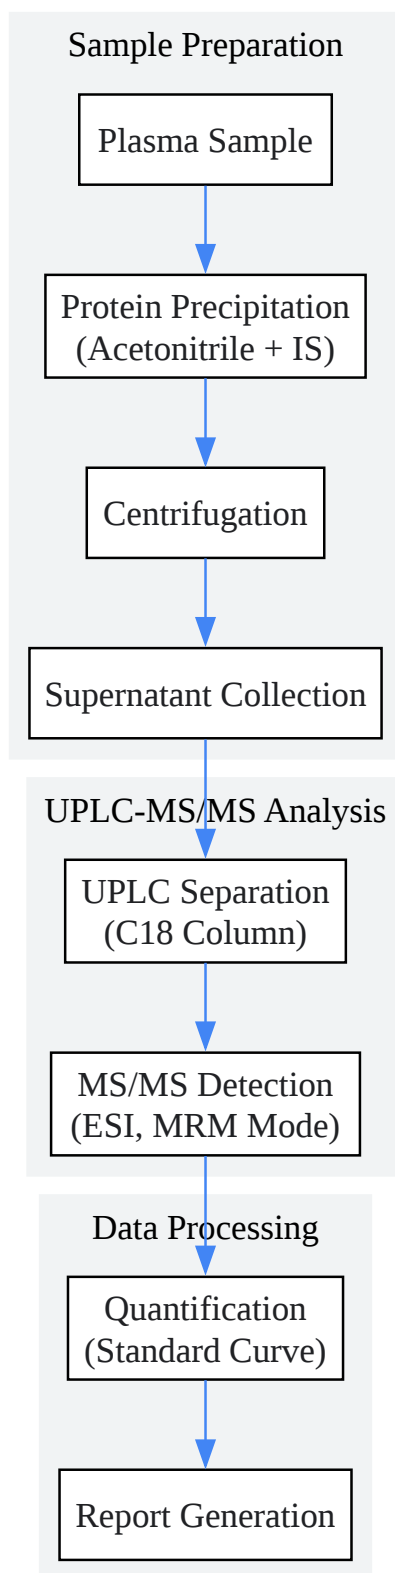 Sample Preparation
Plasma Sample
Protein Precipitation
(Acetonitrile + IS)
Centrifugation
Supernatant Collection
UPLC-MS/MS Analysis
UPLC Separation
(C18 Column)
MS/MS Detection
(ESI, MRM Mode)
Data Processing
Quantification
(Standard Curve)
Report Generation